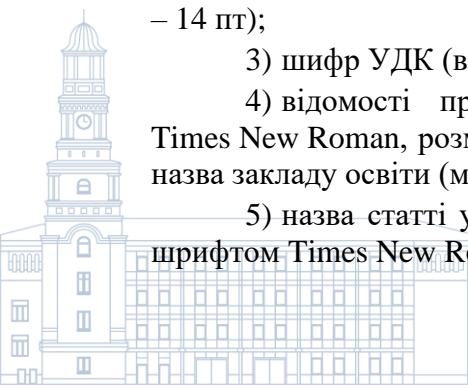 – 14 пт);
3) шифр УДК (в
4) відомості пр
Times New Roman, розм
назва закладу освіти (м
5) назва статті у
шрифтом Times New Ro